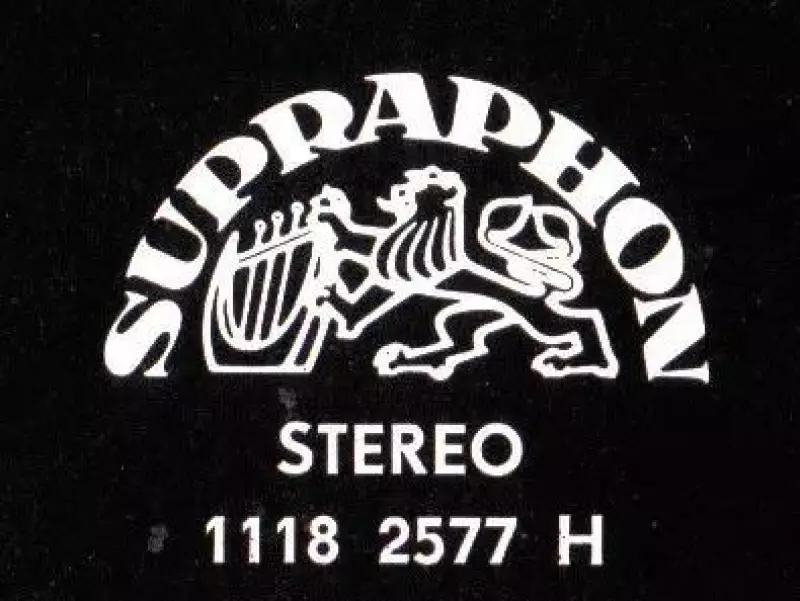 SUPRAPHON
STEREO
1118 2577 H